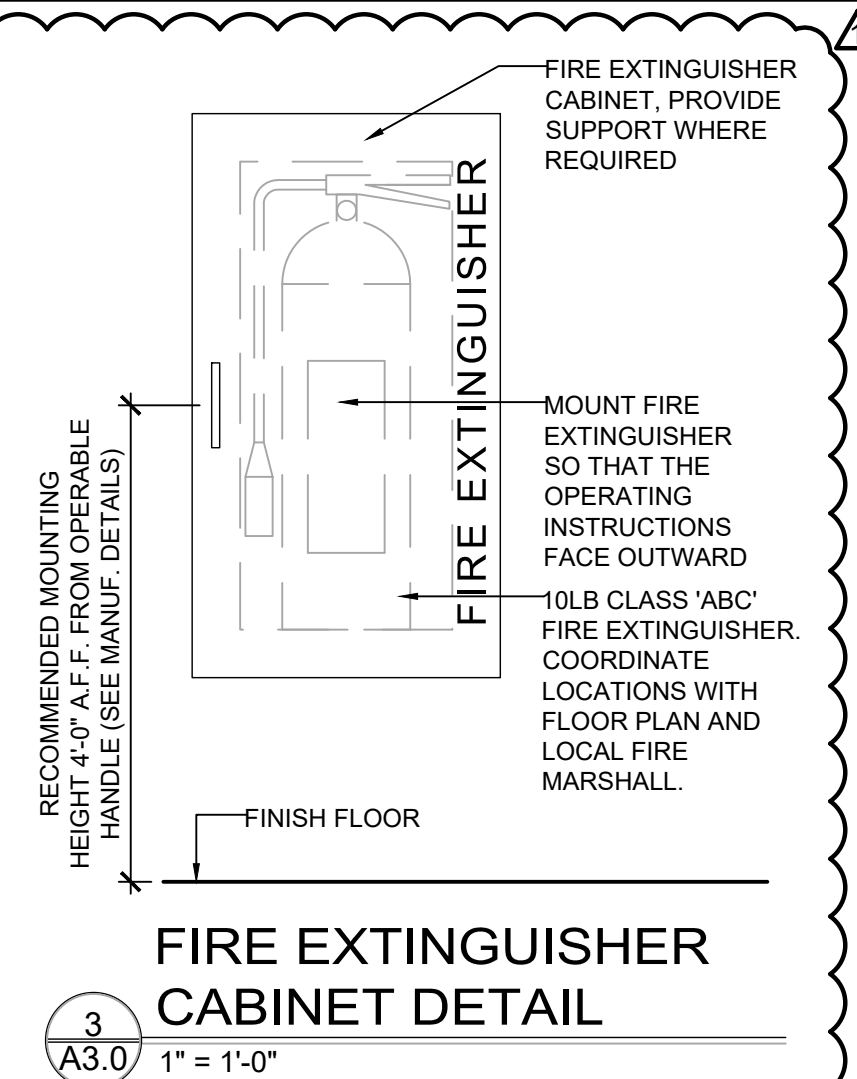 1
FIRE EXTINGUISHER
CABINET, PROVIDE
SUPPORT WHERE
REQUIRED
FIRE EXTINGUISHER
MOUNT FIRE
EXTINGUISHER
SO THAT THE
OPERATING
INSTRUCTIONS
FACE OUTWARD
10LB CLASS 'ABC'
FIRE EXTINGUISHER.
COORDINATE
LOCATIONS WITH
FLOOR PLAN AND
LOCAL FIRE
MARSHALL.
RECOMMENDED MOUNTING
HEIGHT 4'-0" A.F.F. FROM OPERABLE
HANDLE (SEE MANUF. DETAILS)
FINISH FLOOR
FIRE EXTINGUISHER
CABINET DETAIL
3
A3.0
1" = 1'-0"